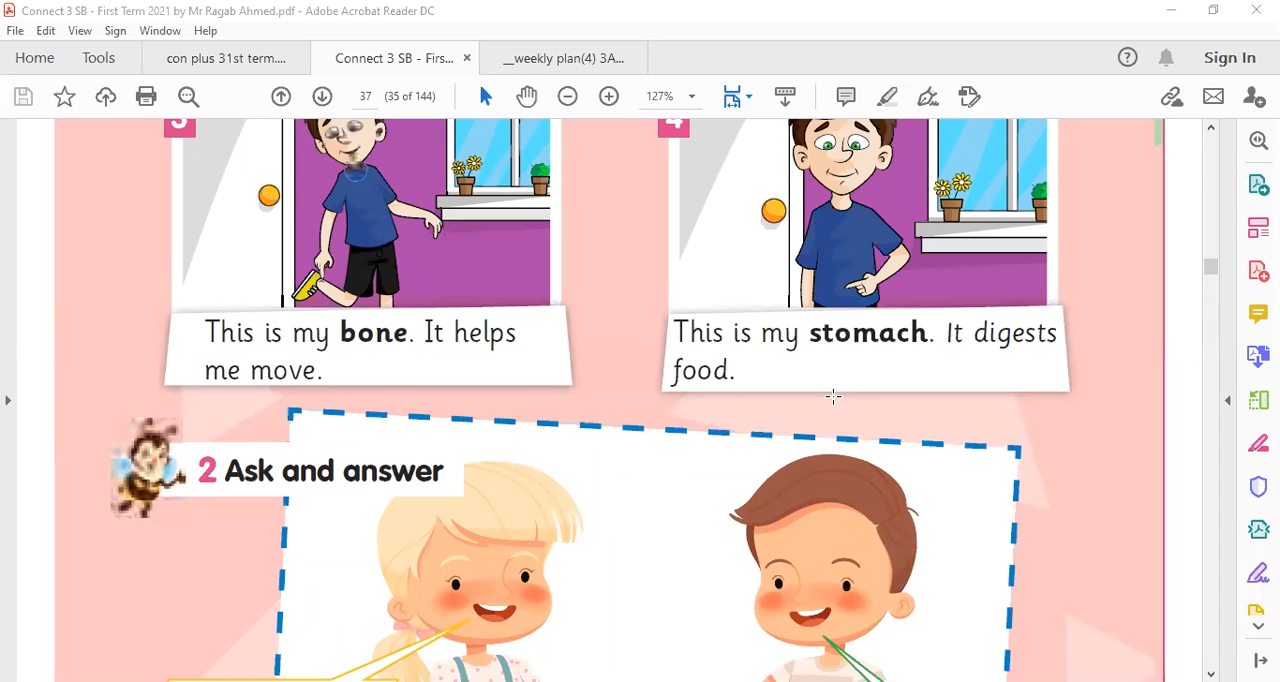 Connect 3 SB - First Term 2021 by Mr Ragab Ahmed.pdf - Adobe Acrobat Reader DC
File Edit View Sign Window Help
Home Tools con plus 31st term.... Connect 3 SB - Firs... × __weekly plan(4) 3A... ? Sign In
37 (35 of 144) 127%
3
4
This is my bone. It helps
me move.
This is my stomach. It digests
food.
2 Ask and answer